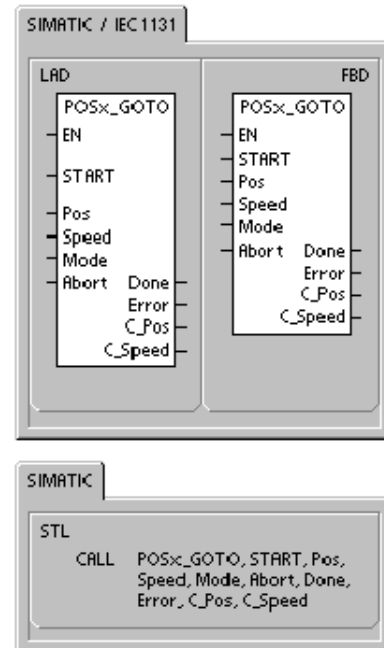 SIMATIC / IEC1131
LAD
FBD
POSx_GOTO
EN
START
Pos
Speed
Mode
Abort Done
Error
C_Pos
C_Speed
POSx_GOTO
EN
START
Pos
Speed
Mode
Abort Done
Error
C_Pos
C_Speed
SIMATIC
STL
CALL POSx_GOTO, START, Pos,
Speed, Mode, Abort, Done,
Error, C_Pos, C_Speed